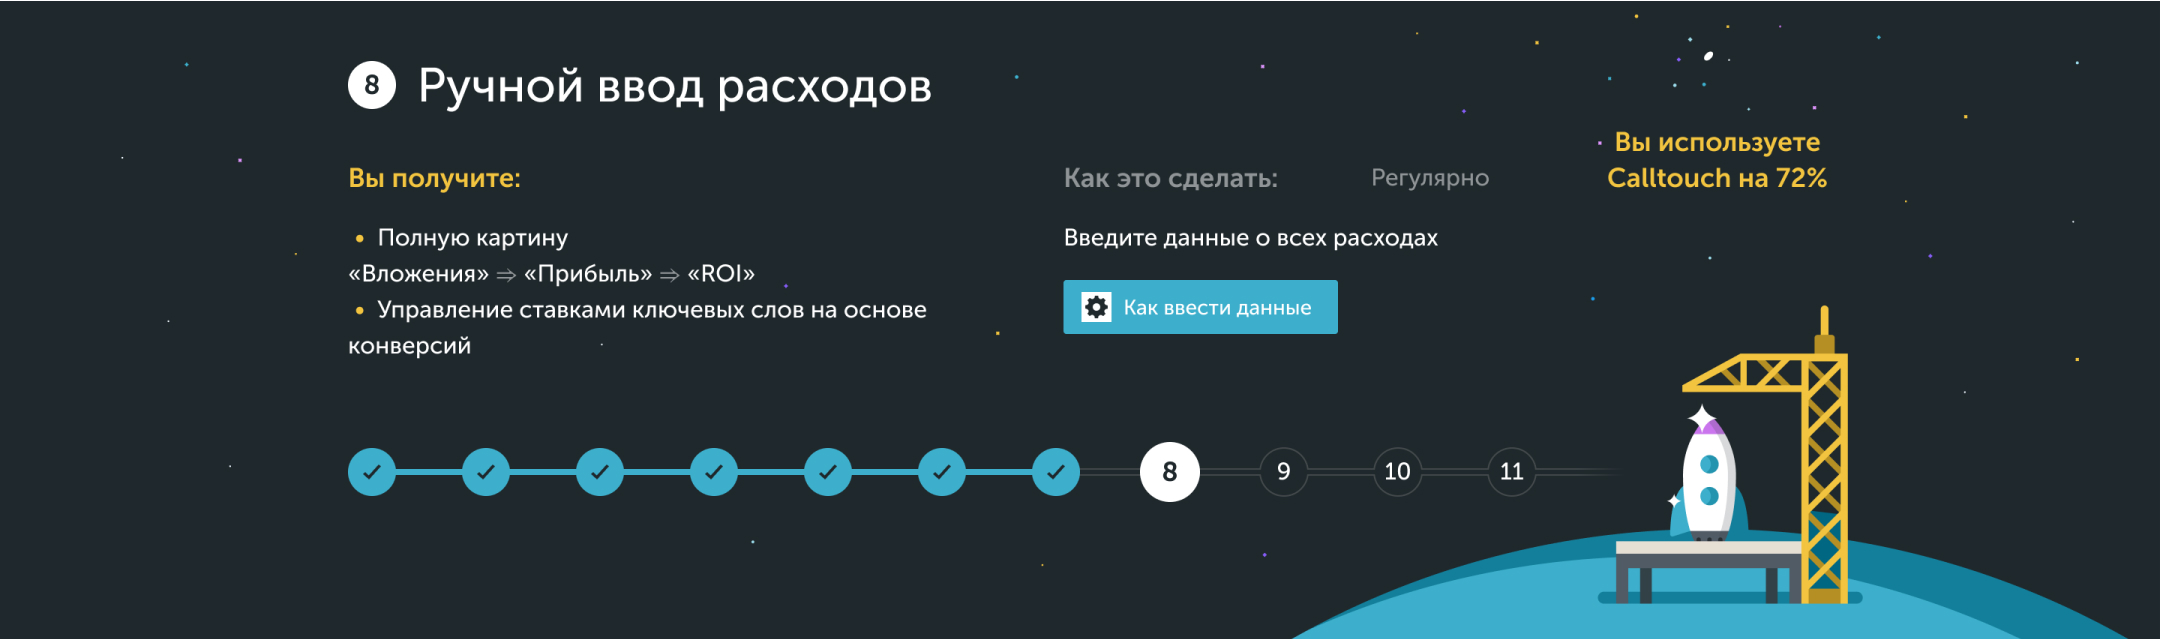 8 Ручной ввод расходов
Вы получите:
• Полную картину
«Вложения» ⇒ «Прибыль» ⇒ «ROI»
• Управление ставками ключевых слов на основе
конверсий
Как это сделать: Регулярно
Введите данные о всех расходах
Как ввести данные
Вы используете
Calltouch на 72%
8 9 10 11